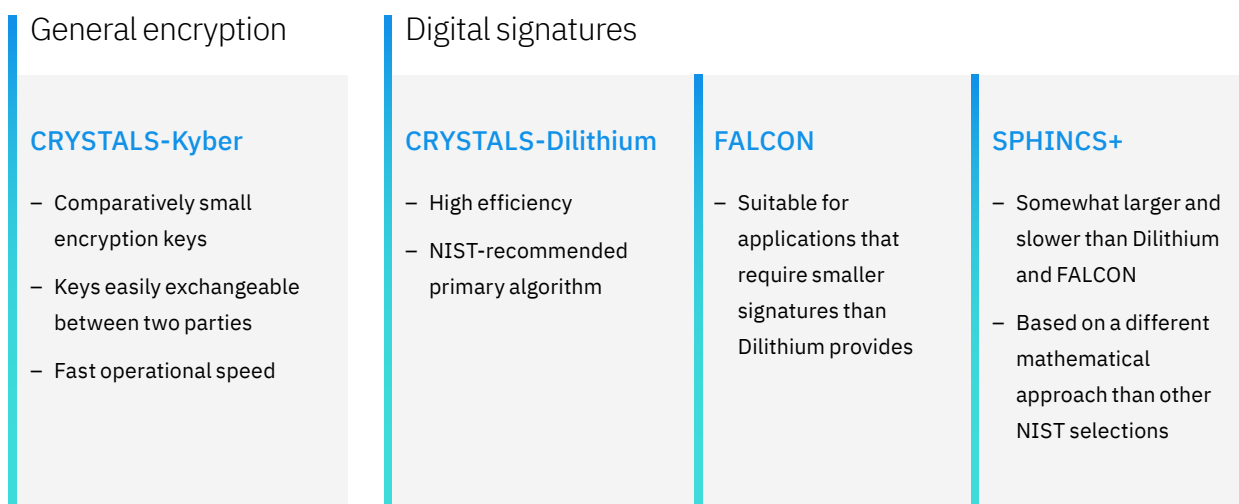 General encryption
CRYSTALS-Kyber
– Comparatively small
encryption keys
– Keys easily exchangeable
between two parties
– Fast operational speed
Digital signatures
CRYSTALS-Dilithium
– High efficiency
– NIST-recommended
primary algorithm
FALCON
– Suitable for
applications that
require smaller
signatures than
Dilithium provides
SPHINCS+
– Somewhat larger and
slower than Dilithium
and FALCON
– Based on a different
mathematical
approach than other
NIST selections